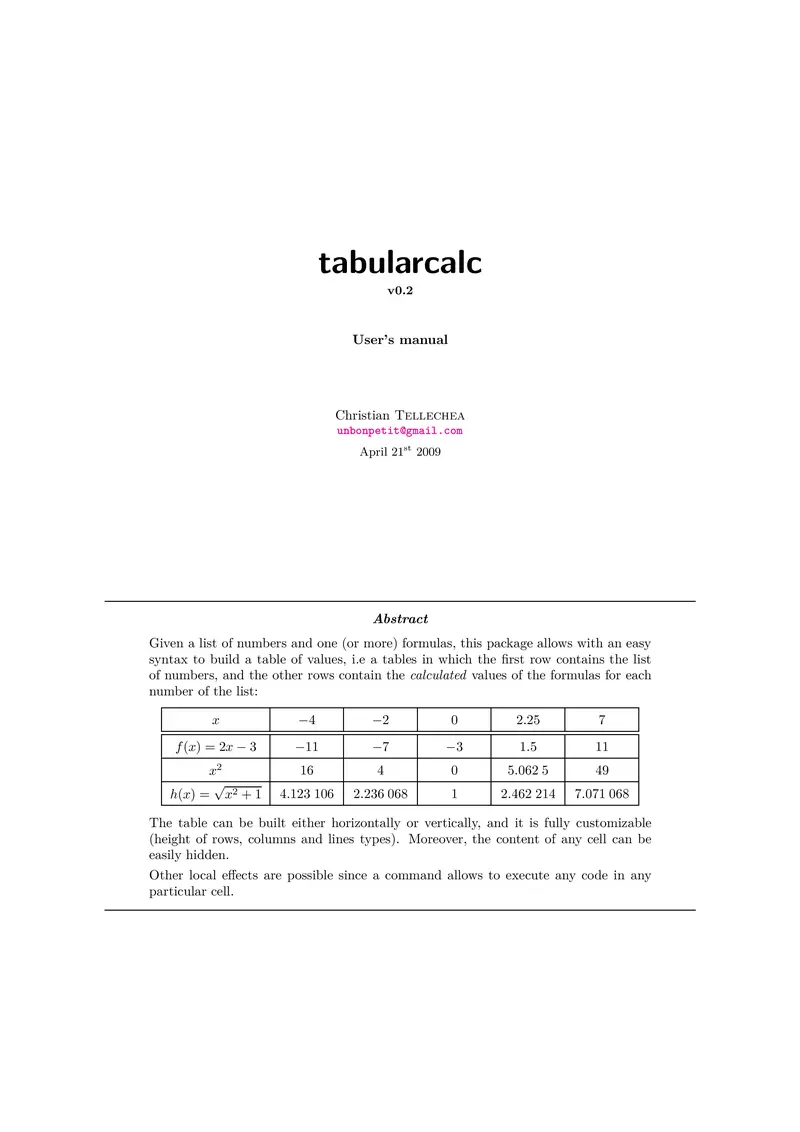 tabularcalc
v0.2
User's manual
Christian Tellechea
unbonpetit@gmail.com
April 21st 2009
Abstract
Given a list of numbers and one (or more) formulas, this package allows with an easy
syntax to build a table of values, i.e a tables in which the first row contains the list
of numbers, and the other rows contain the calculated values of the formulas for each
number of the list:
x −4 −2 0 2.25 7
f(x) = 2x − 3 −11 −7 −3 1.5 11
x² 16 4 0 5.062 5 49
h(x) = √x² + 1 4.123 106 2.236 068 1 2.462 214 7.071 068
The table can be built either horizontally or vertically, and it is fully customizable
(height of rows, columns and lines types). Moreover, the content of any cell can be
easily hidden.
Other local effects are possible since a command allows to execute any code in any
particular cell.